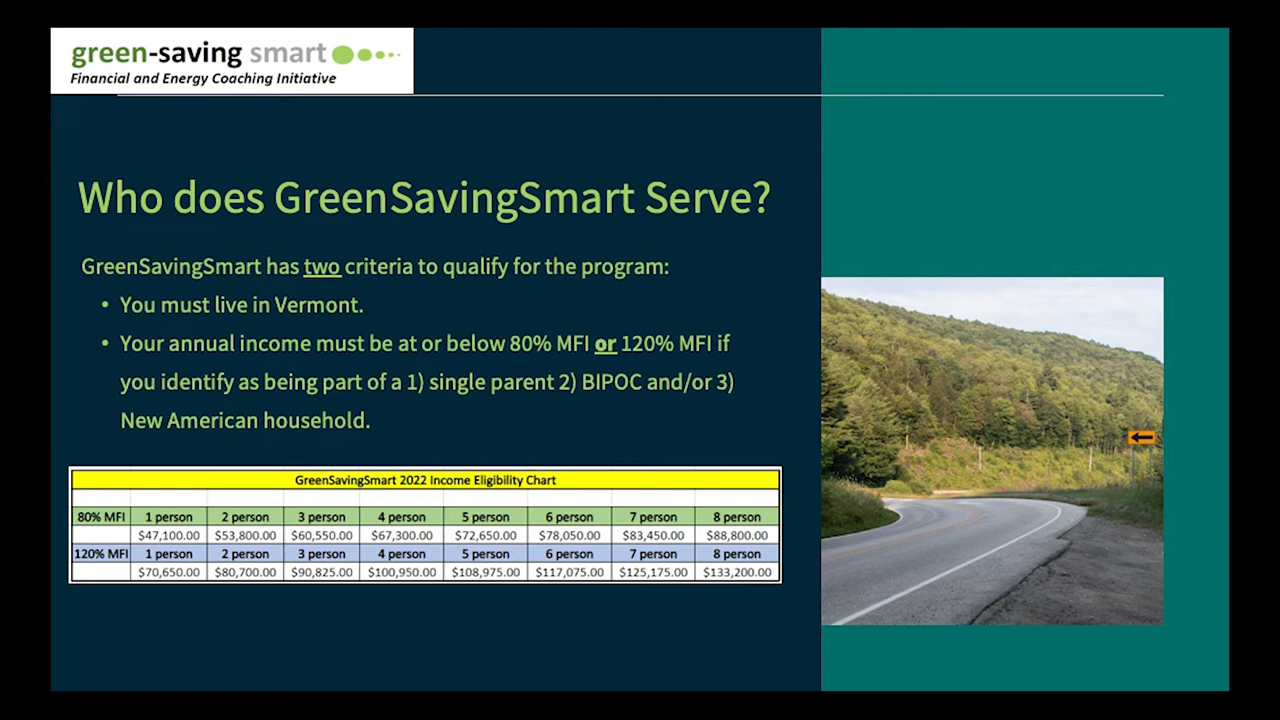 green-saving smart
Financial and Energy Coaching Initiative
Who does GreenSavingSmart Serve?
GreenSavingSmart has two criteria to qualify for the program:
• You must live in Vermont.
• Your annual income must be at or below 80% MFI or 120% MFI if
you identify as being part of a 1) single parent 2) BIPOC and/or 3)
New American household.
GreenSavingSmart 2022 Income Eligibility Chart
80% MFI 1 person 2 person 3 person 4 person 5 person 6 person 7 person 8 person
$47,100.00 $53,800.00 $60,550.00 $67,300.00 $72,650.00 $78,050.00 $83,450.00 $88,800.00
120% MFI 1 person 2 person 3 person 4 person 5 person 6 person 7 person 8 person
$70,650.00 $80,700.00 $90,825.00 $100,950.00 $108,975.00 $117,075.00 $125,175.00 $133,200.00